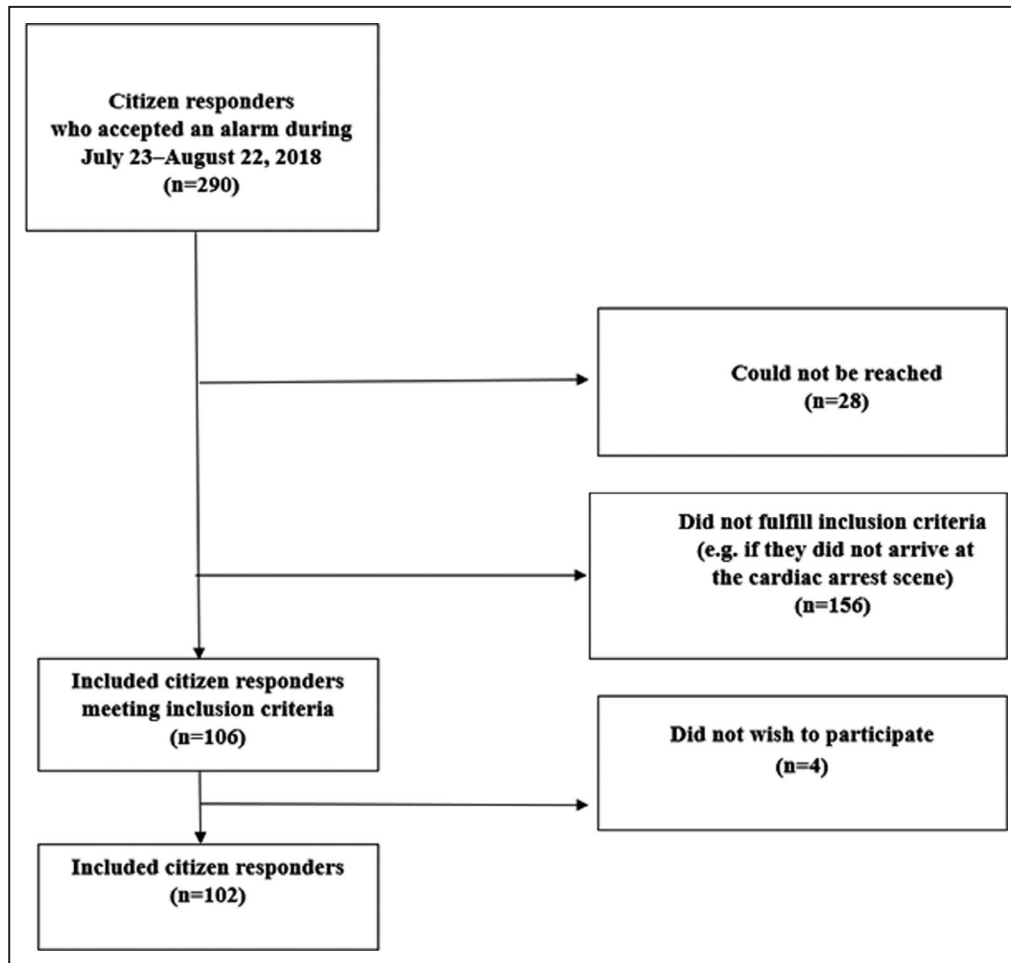 Citizen responders
who accepted an alarm during
July 23–August 22, 2018
(n=290)
Could not be reached
(n=28)
Did not fulfill inclusion criteria
(e.g. if they did not arrive at
the cardiac arrest scene)
(n=156)
Included citizen responders
meeting inclusion criteria
(n=106)
Did not wish to participate
(n=4)
Included citizen responders
(n=102)